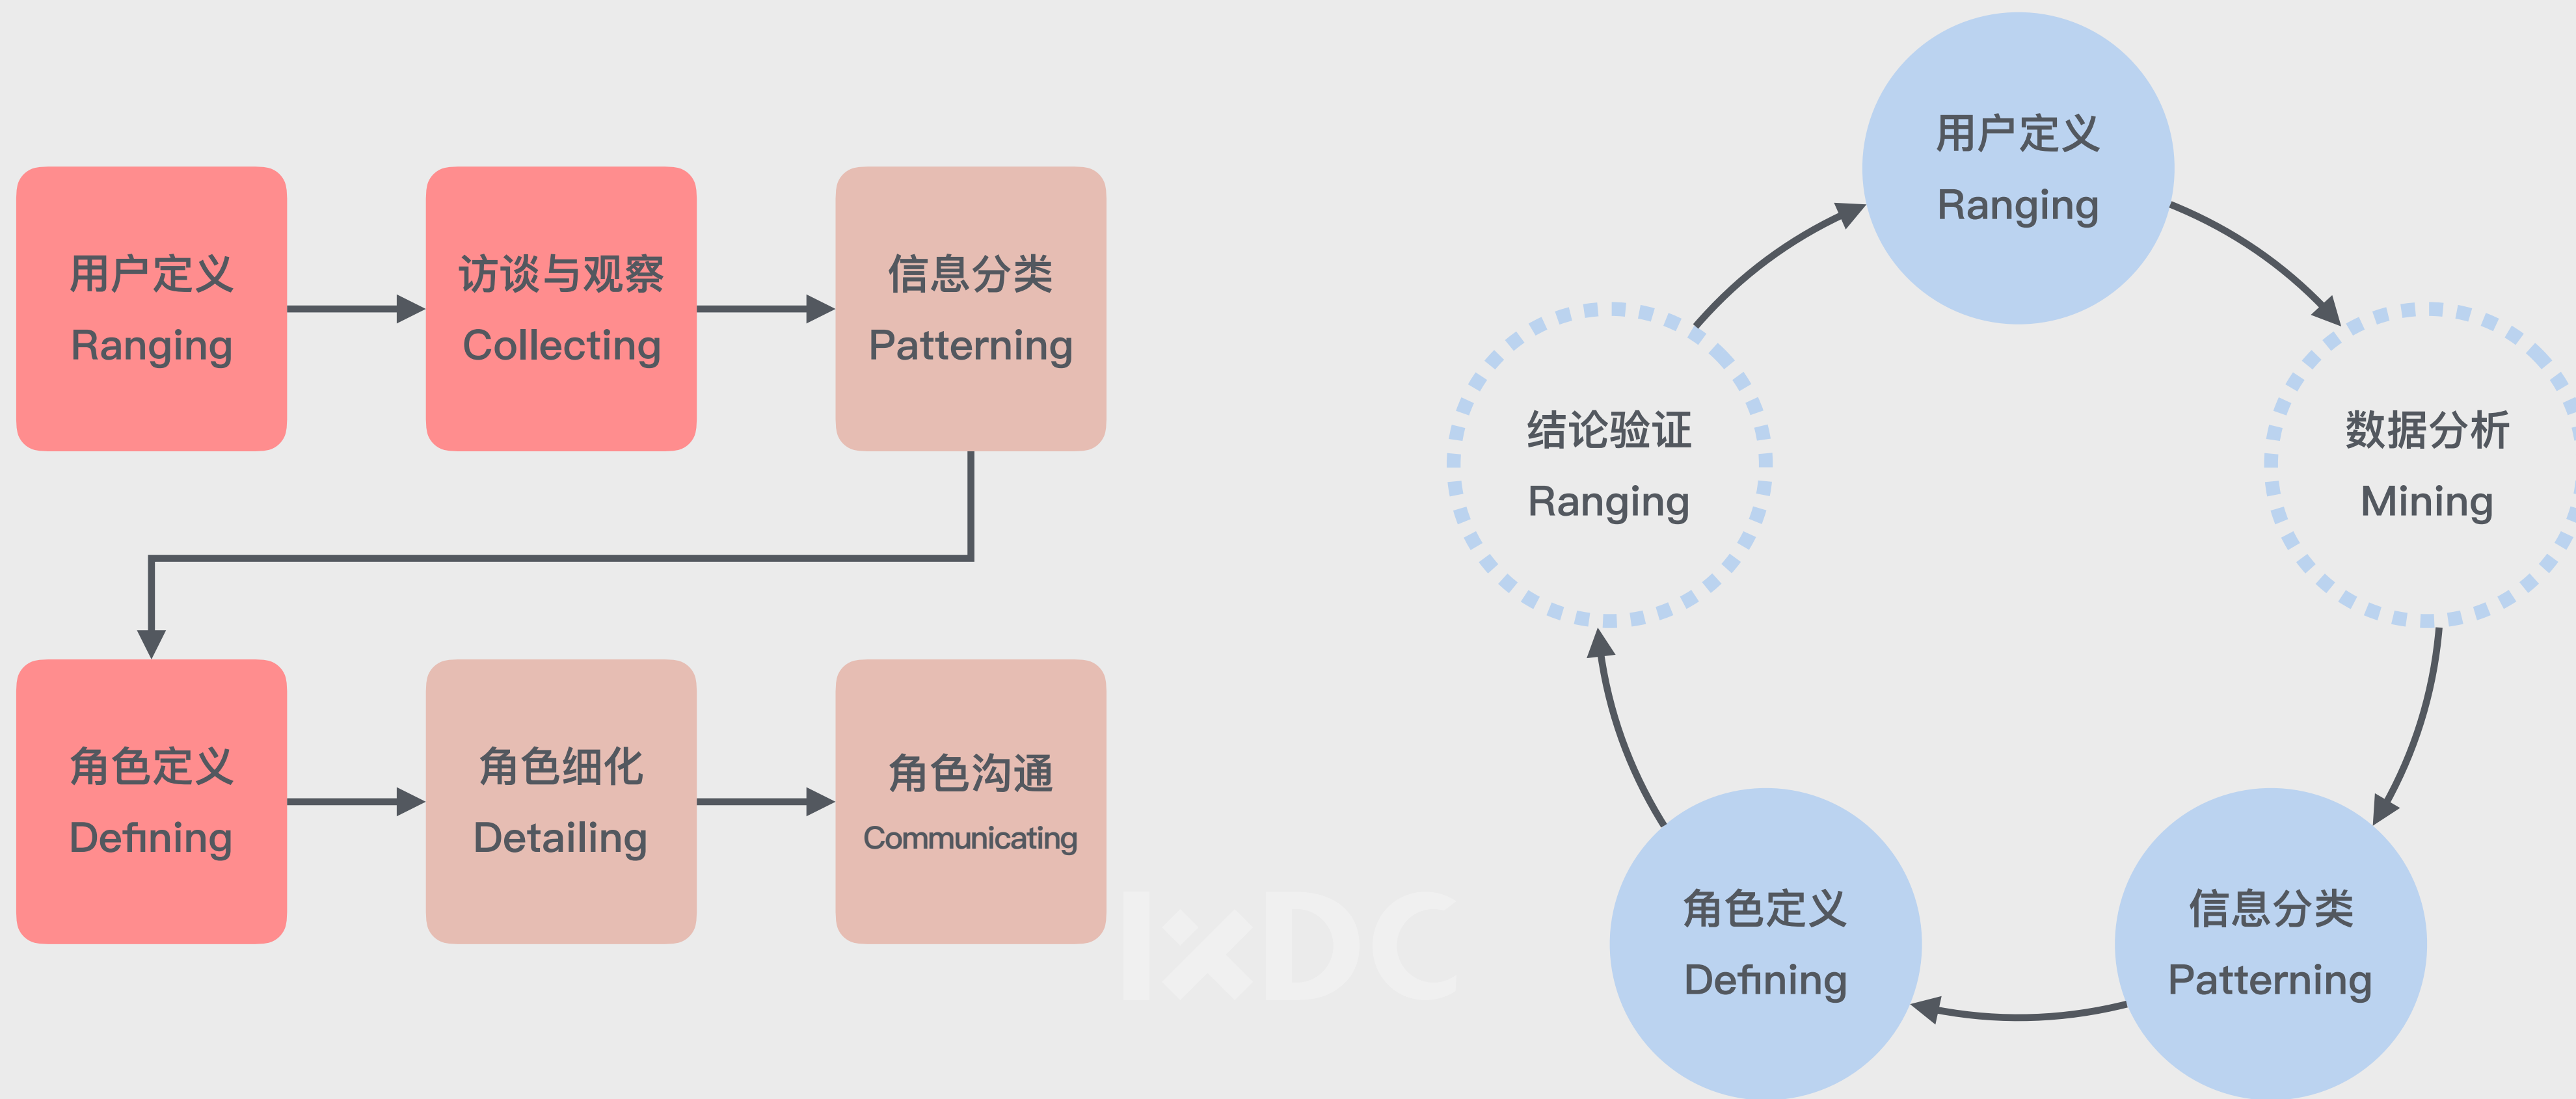 用户定义
Ranging
访谈与观察
Collecting
信息分类
Patterning
角色定义
Defining
角色细化
Detailing
角色沟通
Communicating
用户定义
Ranging
数据分析
Mining
信息分类
Patterning
角色定义
Defining
结论验证
Ranging
IXDC